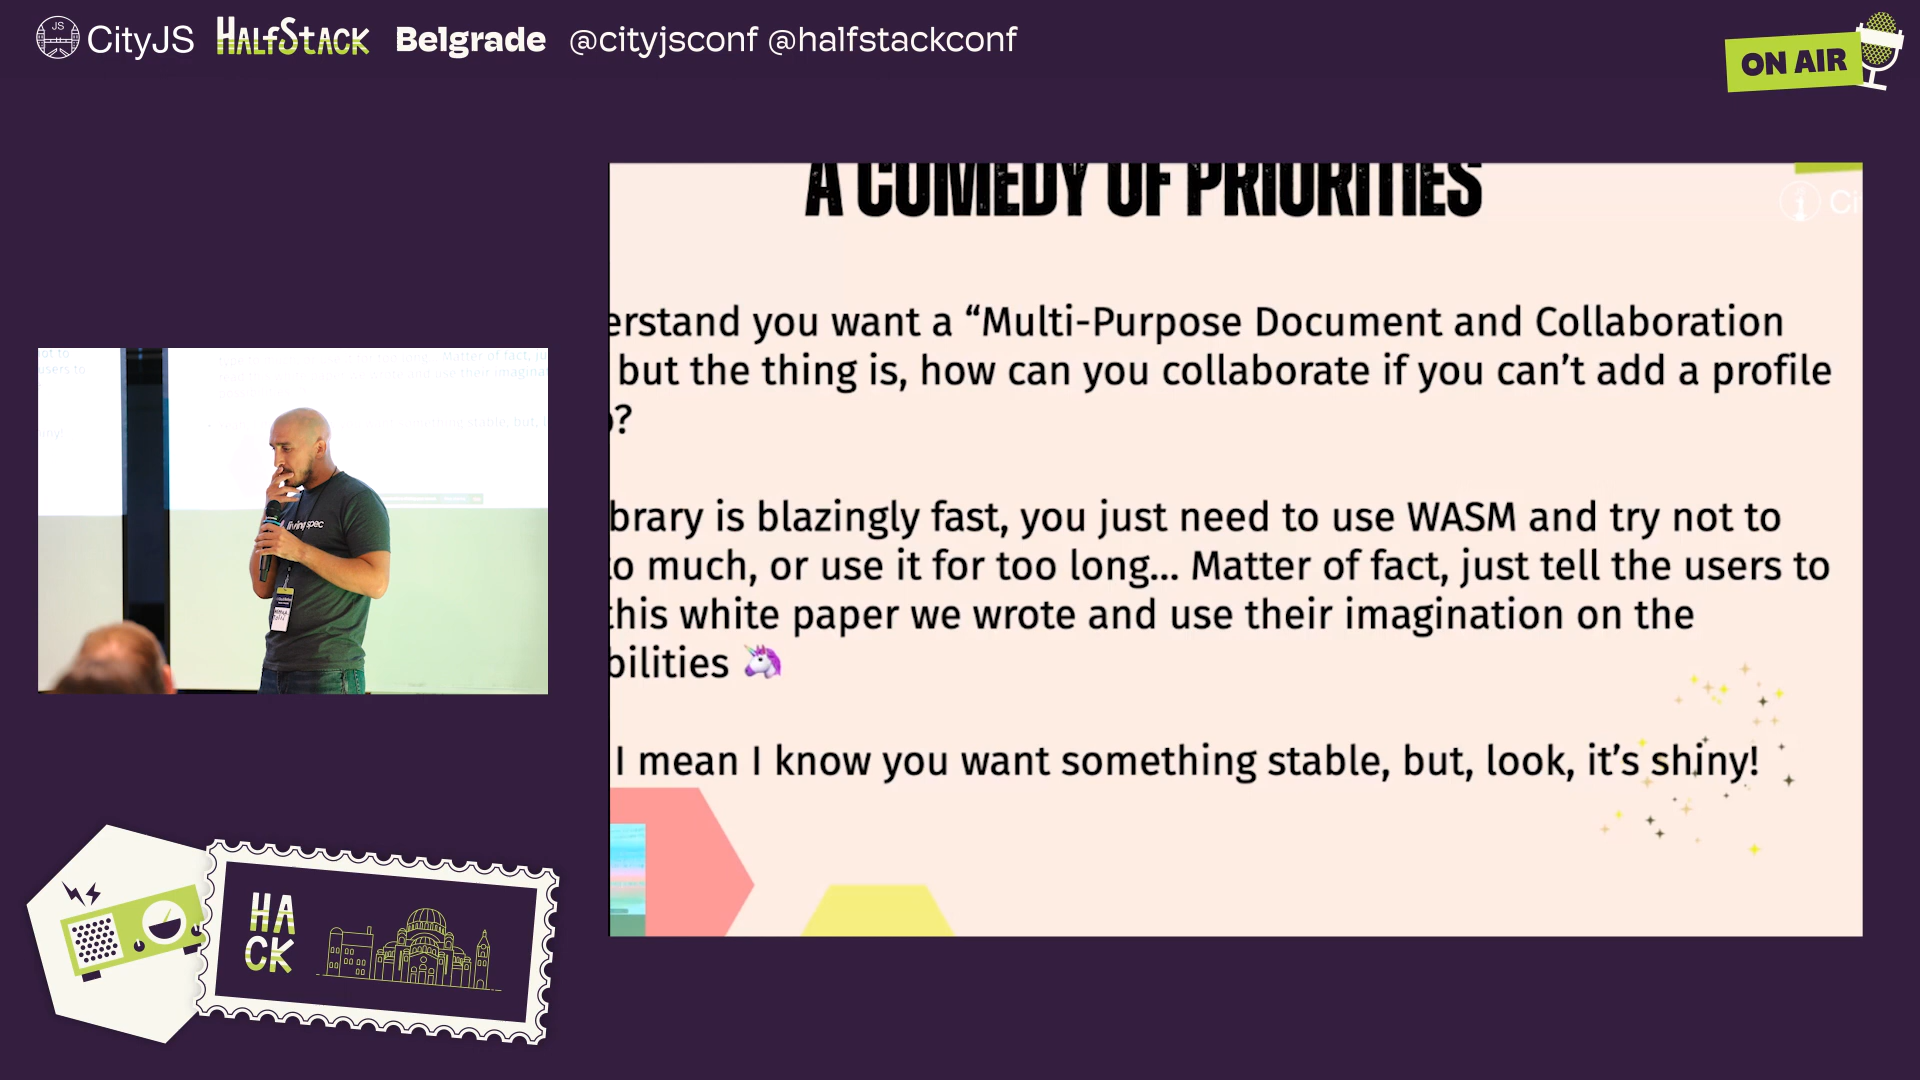 JS
CityJS HALFSTACK Belgrade @cityjsconf @halfstackconf
ON AIR
A COMEDY OF PRIORITIES
Ci
erstand you want a “Multi-Purpose Document and Collaboration
but the thing is, how can you collaborate if you can’t add a profile
?
brary is blazingly fast, you just need to use WASM and try not to
to much, or use it for too long... Matter of fact, just tell the users to
this white paper we wrote and use their imagination on the
bilities 🦄
I mean I know you want something stable, but, look, it’s shiny!
livingspec
HA
CK